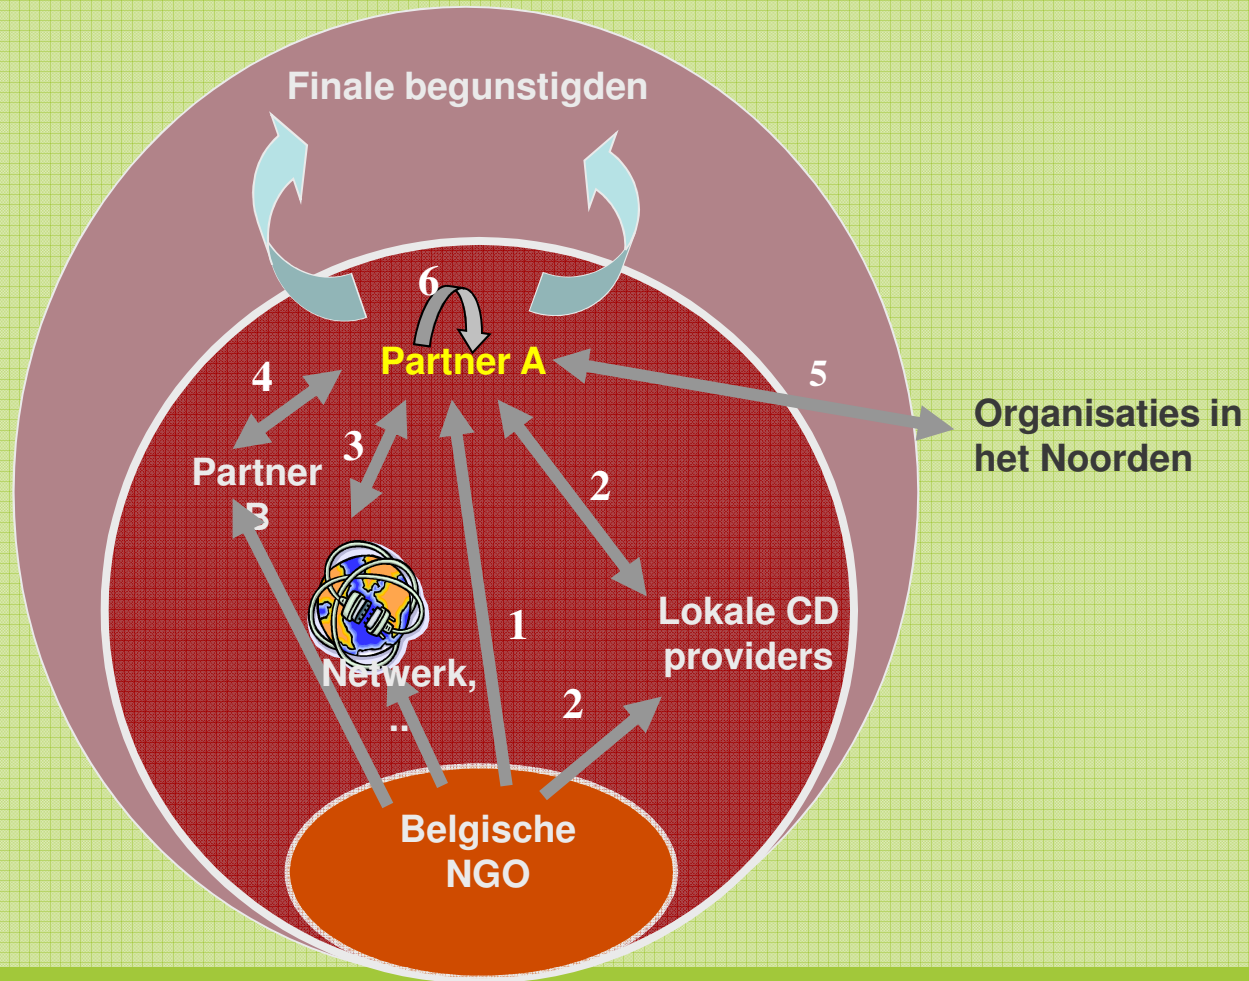 Finale begunstigden
6
Partner A
4
5
Organisaties in
het Noorden
3
Partner
B
2
Lokale CD
providers
1
Netwerk,
..
2
Belgische
NGO